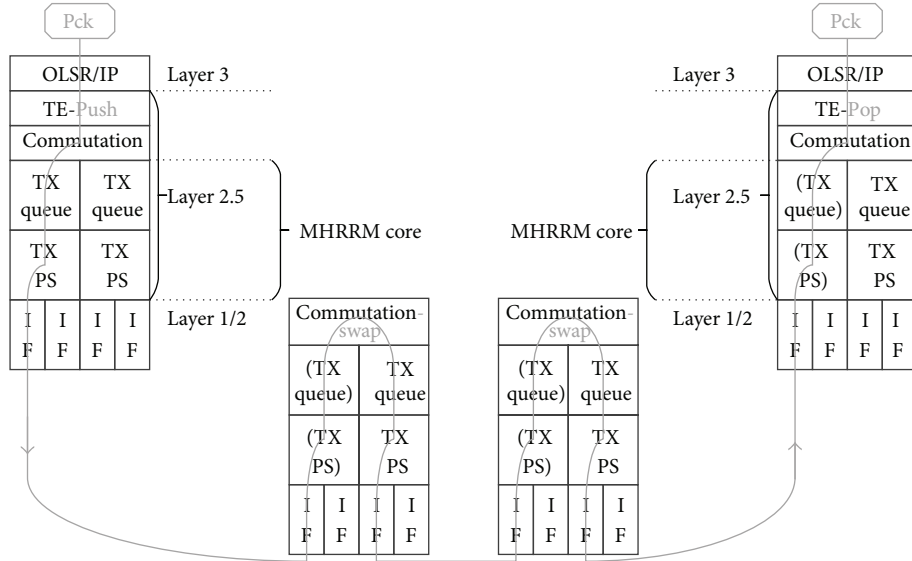 Pck
Pck
OLSR/IP
Layer 3
Layer 3
OLSR/IP
TE-Push
TE-Pop
Commutation
Commutation
TX queue
TX queue
Layer 2.5
Layer 2.5
(TX queue)
TX queue
MHRRM core
MHRRM core
TX PS
TX PS
(TX PS)
TX PS
I F
I F
I F
I F
Layer 1/2
Layer 1/2
I F
I F
I F
I F
Commutation-swap
Commutation-swap
(TX queue)
TX queue
(TX queue)
TX queue
(TX PS)
TX PS
(TX PS)
TX PS
I F
I F
I F
I F
I F
I F
I F
I F